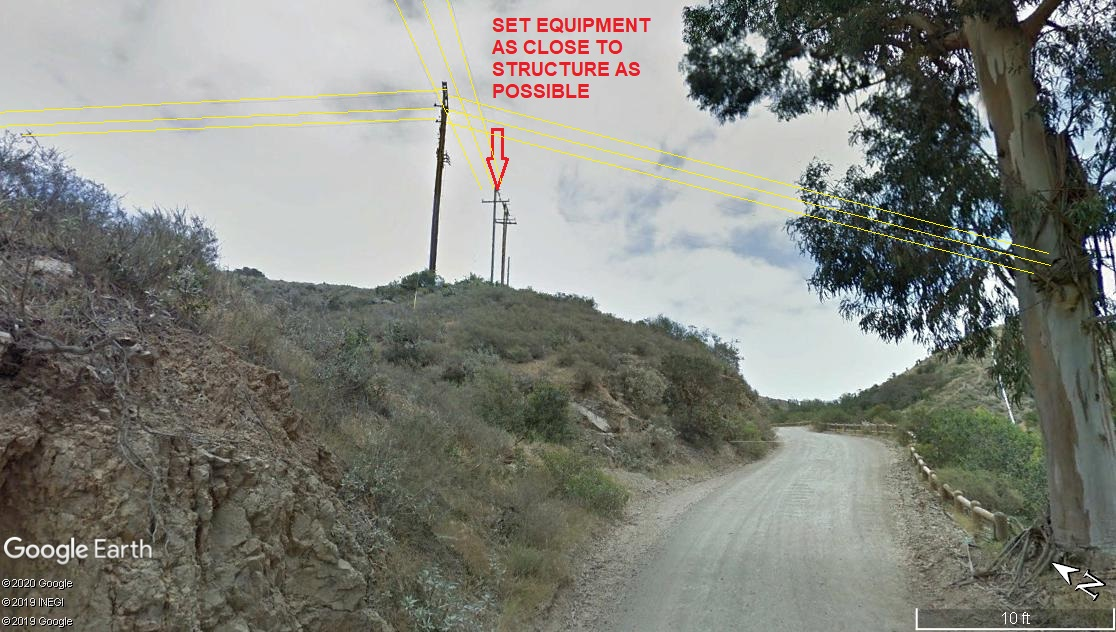 SET EQUIPMENT
AS CLOSE TO
STRUCTURE AS
POSSIBLE
Google Earth
©2020 Google
©2019 INEGI
©2019 Google
N
10 ft